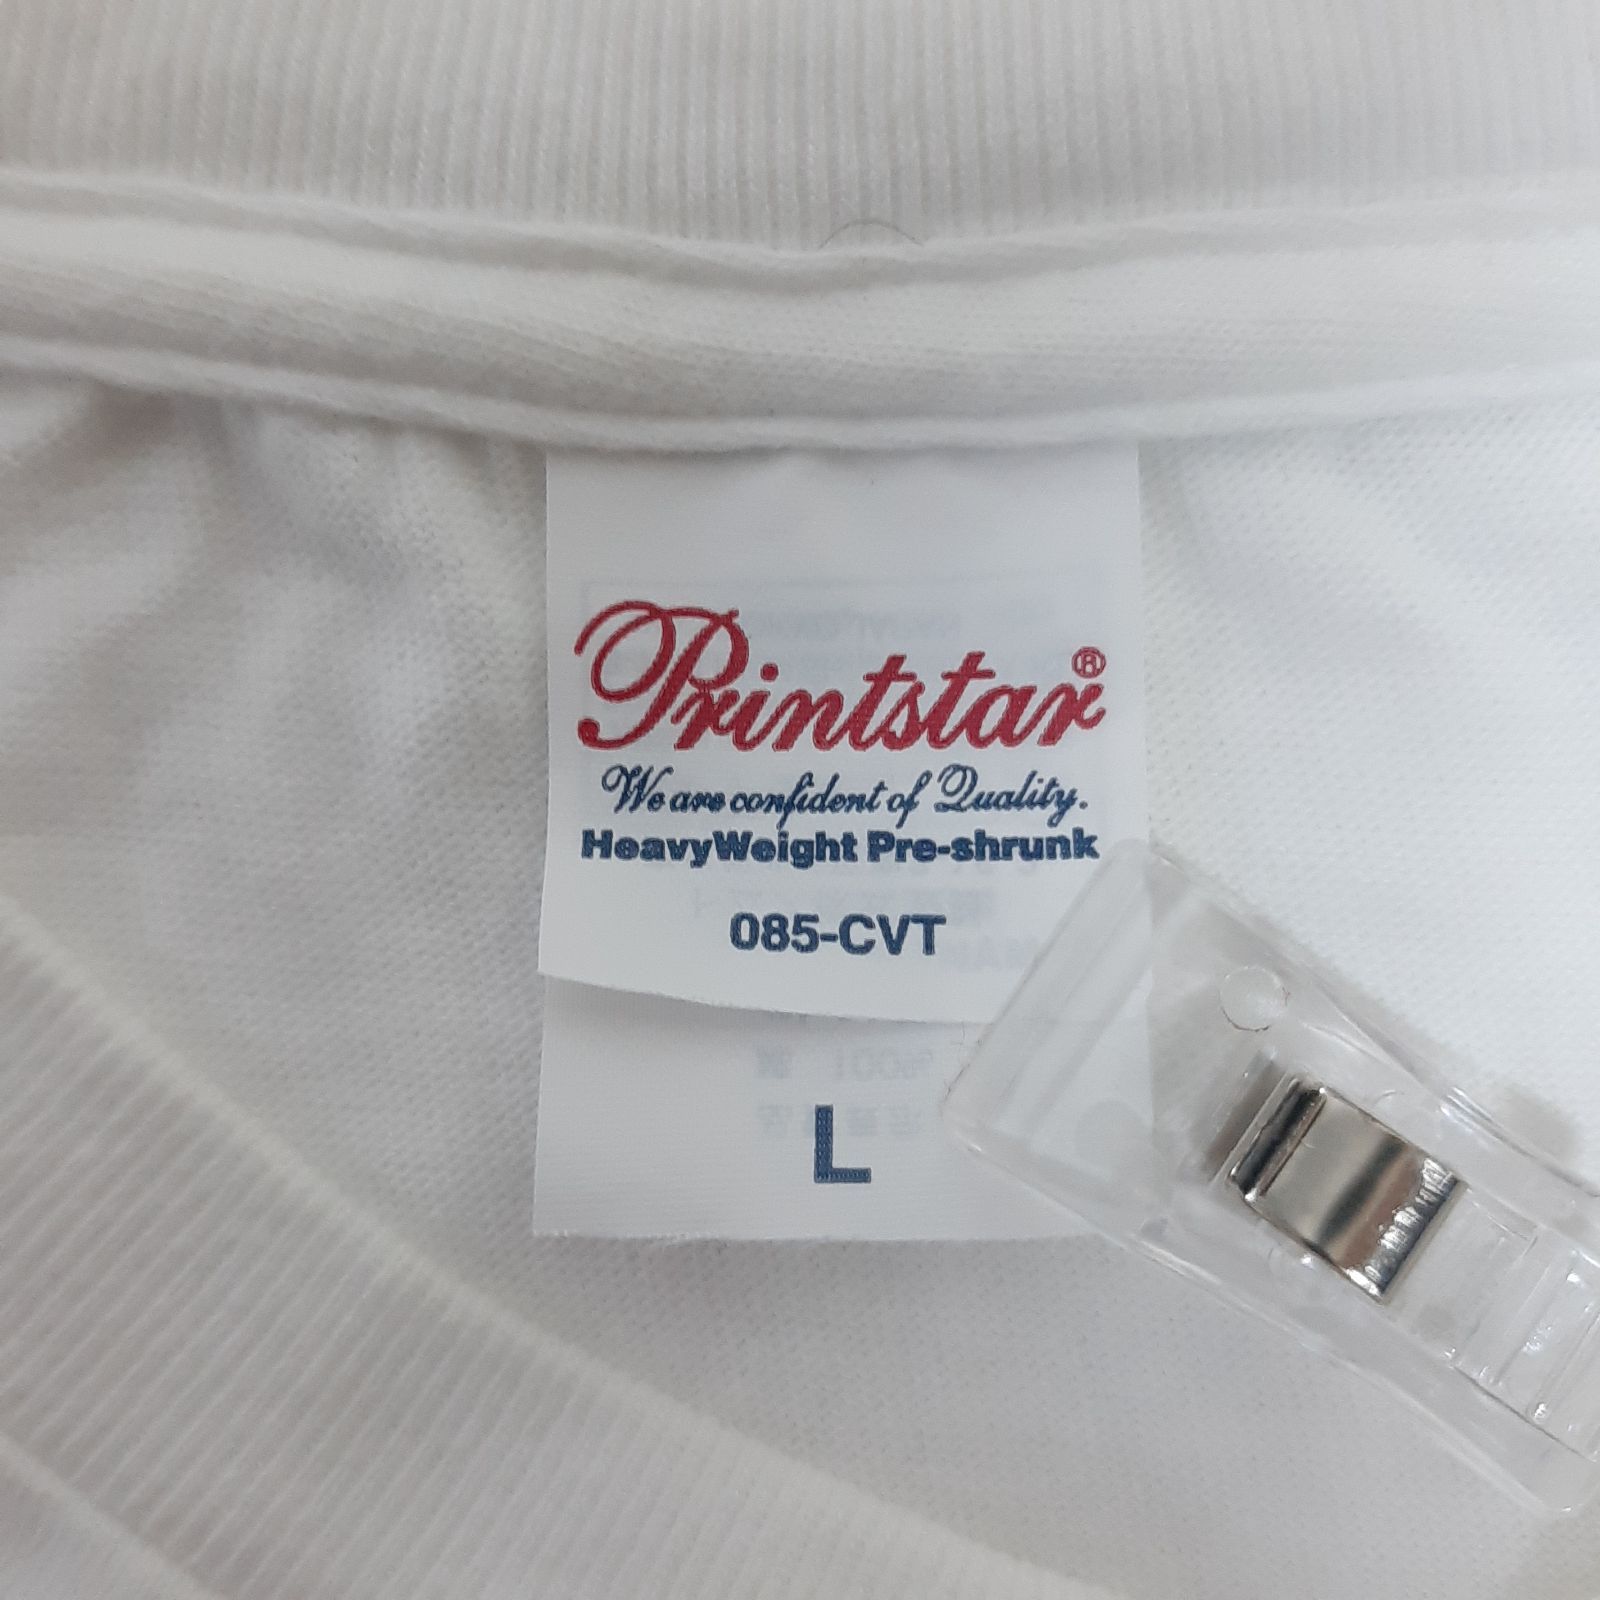 Printstar®
We are confident of Quality.
HeavyWeight Pre-shrunk
085-CVT
L